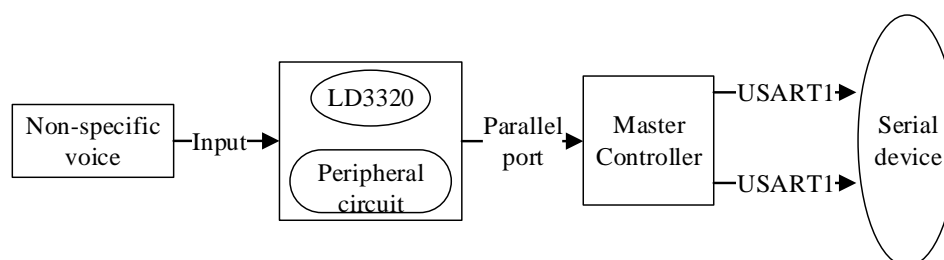 Non-specific
voice
Input
LD3320
Peripheral
circuit
Parallel
port
Master
Controller
USART1
USART1
Serial
device